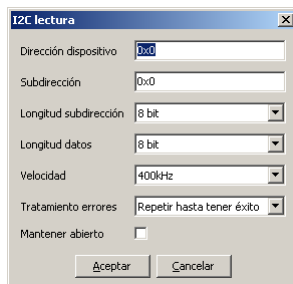 I2C lectura
Dirección dispositivo 0x0
Subdirección 0x0
Longitud subdirección 8 bit
Longitud datos 8 bit
Velocidad 400kHz
Tratamiento errores Repetir hasta tener éxito
Mantener abierto
Aceptar Cancelar